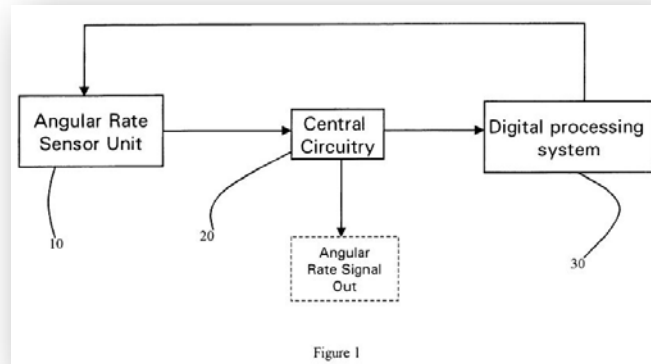 Angular Rate
Sensor Unit
Central
Circuitry
Digital processing
system
10
20
30
Angular
Rate Signal
Out
Figure 1